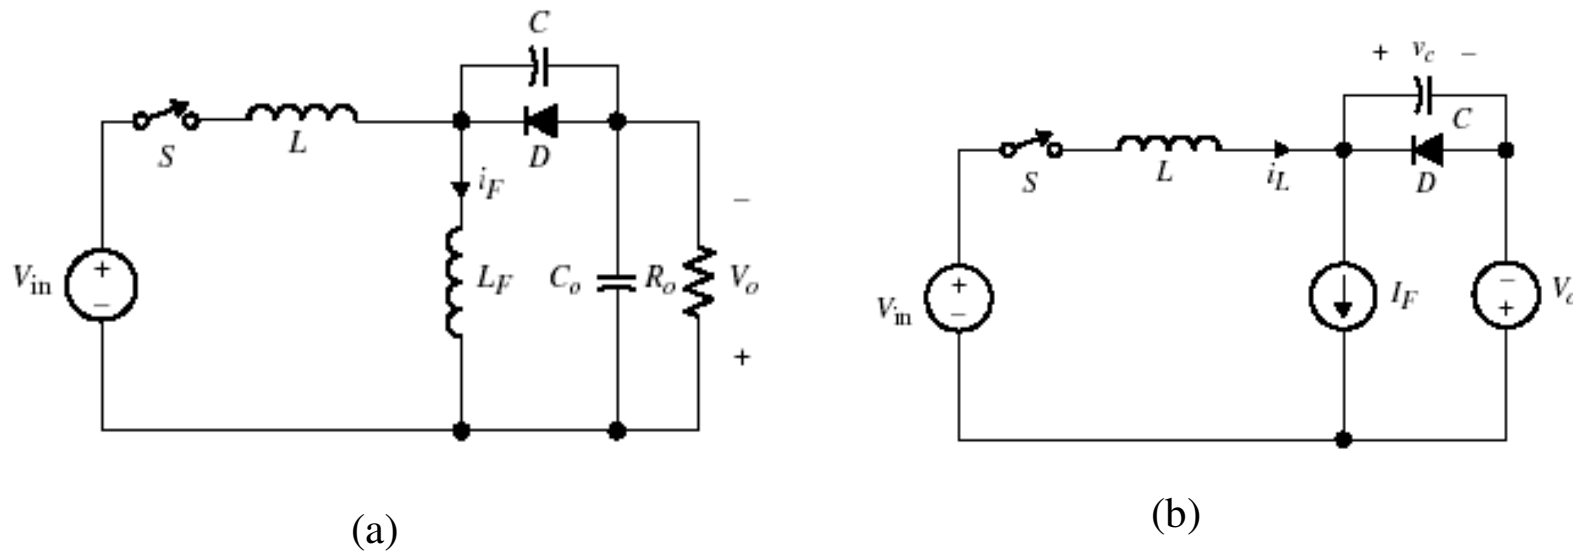 C
S
L
D
i_F
V_in
+
−
L_F
C_o
R_o
−
V_o
+
(a)
+ v_c −
C
S
L
i_L
D
V_in
+
−
I_F
−
+
V_o
(b)